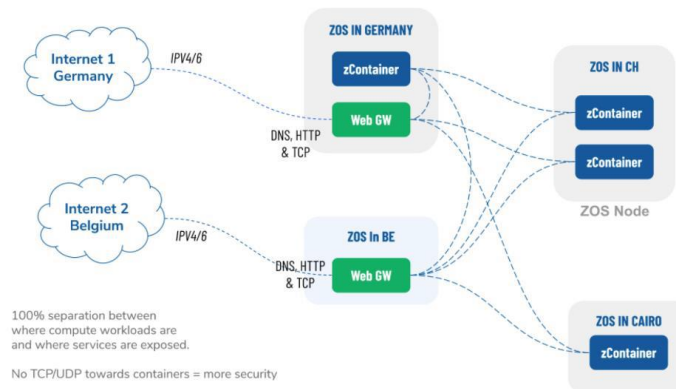 ZOS IN GERMANY
Internet 1
Germany
IPV4/6
zContainer
ZOS IN CH
Web GW
zContainer
DNS, HTTP
& TCP
zContainer
ZOS Node
Internet 2
Belgium
IPV4/6
ZOS In BE
DNS, HTTP
& TCP
Web GW
100% separation between
where compute workloads are
and where services are exposed.
No TCP/UDP towards containers = more security
ZOS IN CAIRO
zContainer